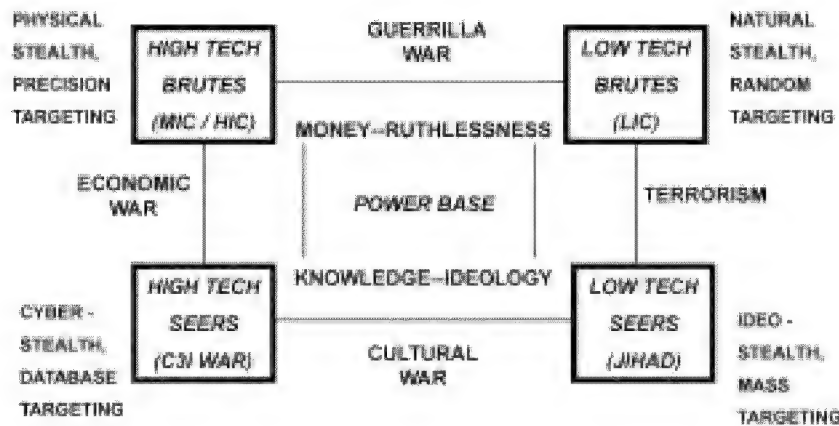 PHYSICAL
STEALTH,
PRECISION
TARGETING
HIGH TECH
BRUTES
(MIC / HIC)
GUERRILLA
WAR
LOW TECH
BRUTES
(LIC)
NATURAL
STEALTH,
RANDOM
TARGETING
MONEY--RUTHLESSNESS
ECONOMIC
WAR
POWER BASE
TERRORISM
KNOWLEDGE--IDEOLOGY
CYBER -
STEALTH,
DATABASE
TARGETING
HIGH TECH
SEERS
(C3I WAR)
CULTURAL
WAR
LOW TECH
SEERS
(JIHAD)
IDEO -
STEALTH,
MASS
TARGETING